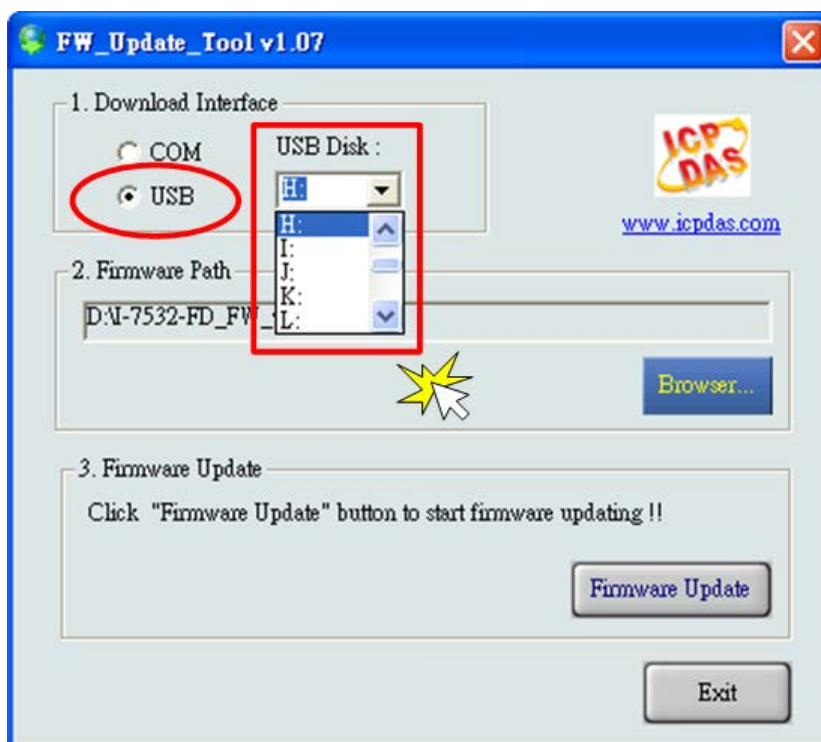 FW_Update_Tool v1.07
1. Download Interface
COM
USB Disk :
USB
H:
H:
I:
J:
K:
L:
ICP
DAS
www.icpdas.com
2. Firmware Path
D:\I-7532-FD_FW_
Browser...
3. Firmware Update
Click "Firmware Update" button to start firmware updating !!
Firmware Update
Exit